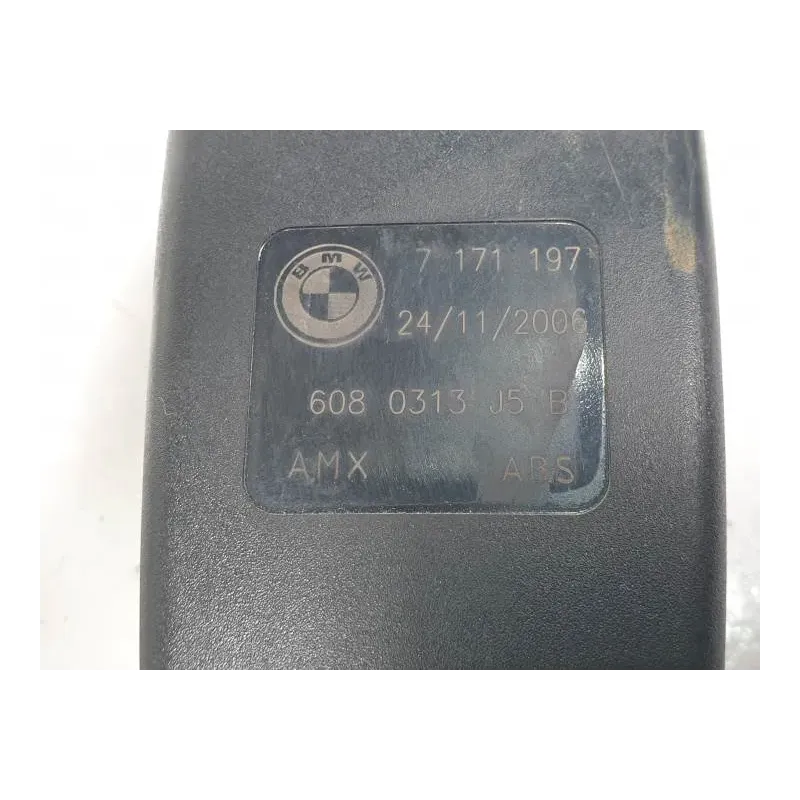 BMW
7 171 197
24/11/2006
608 0313 J5 B
AMX ABS